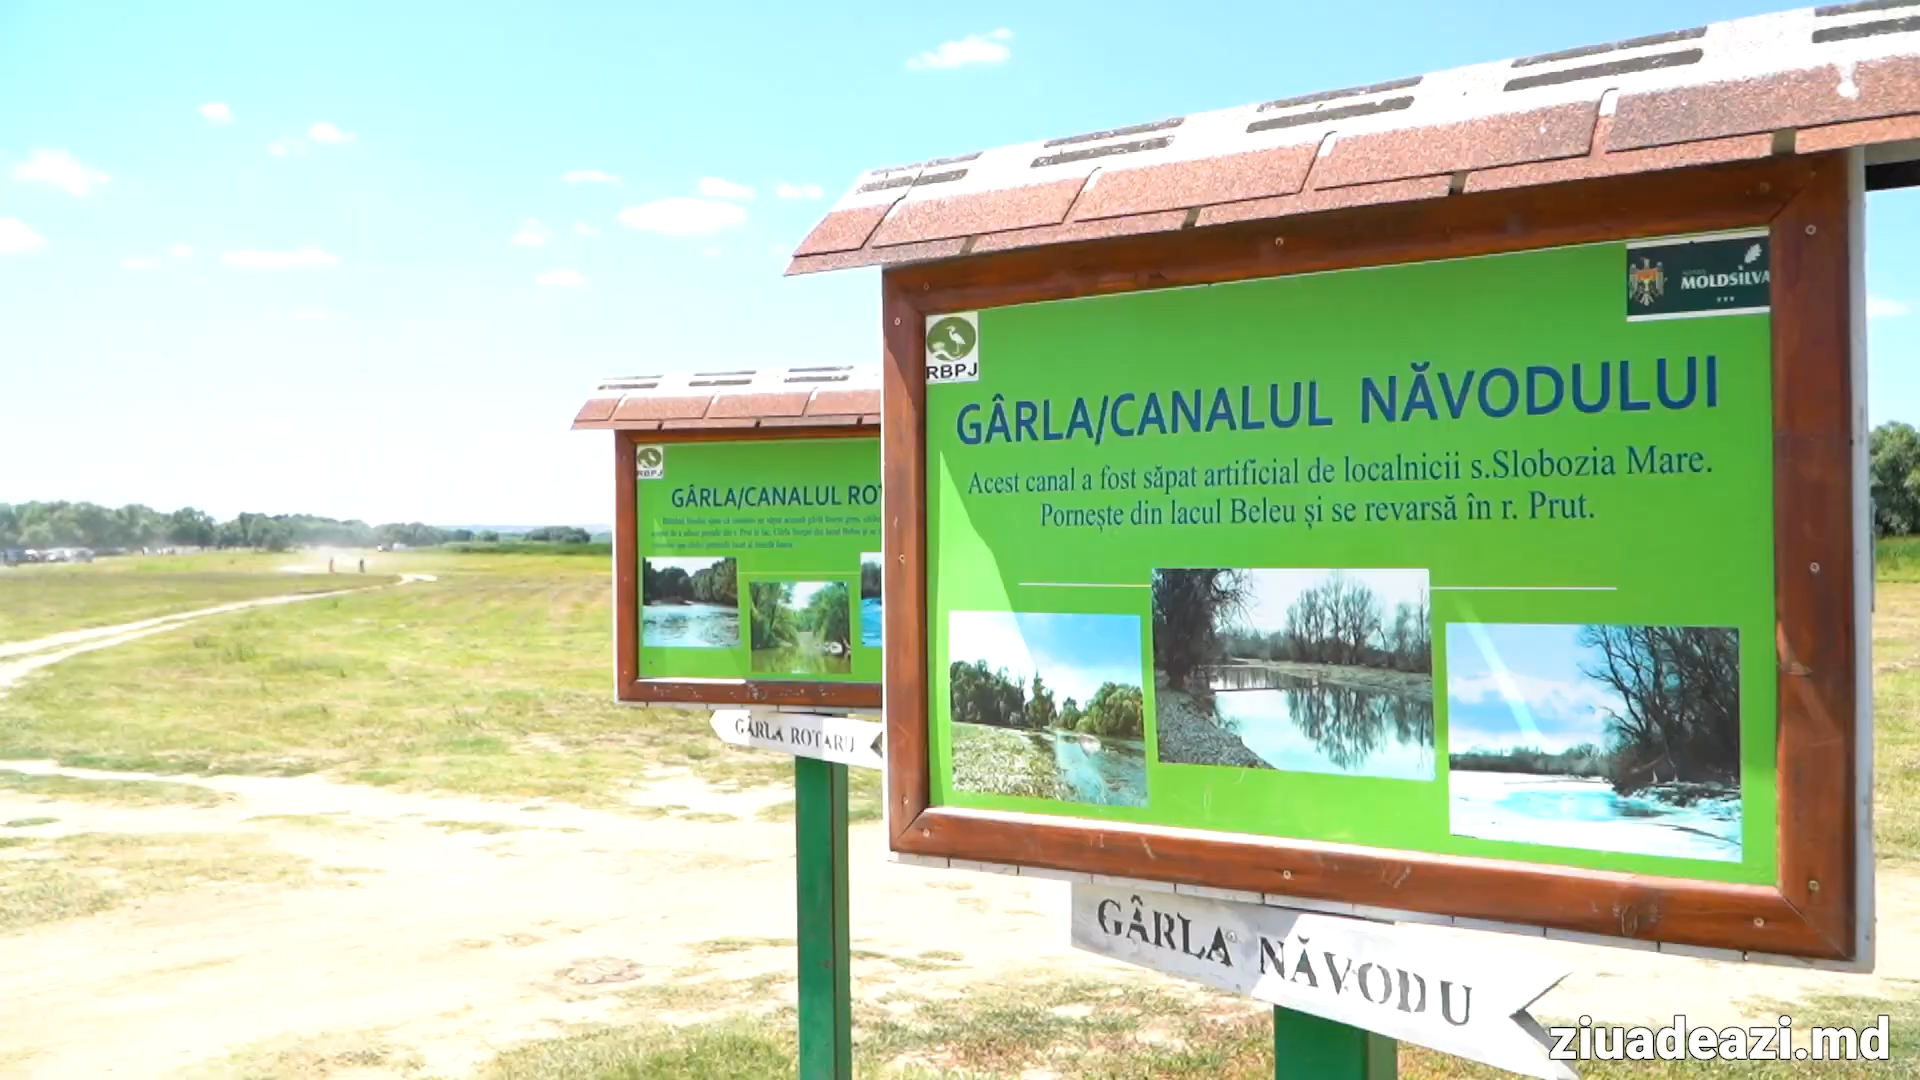 MOLDSILVA
RBPJ
GÂRLA/CANALUL NĂVODULUI
Acest canal a fost săpat artificial de localnicii s.Slobozia Mare.
Pornește din lacul Beleu și se revarsă în r. Prut.
GÂRLA NĂVODU
RBPJ
GÂRLA/CANALUL
GÂRLA ROTARU
ziuadeazi.md